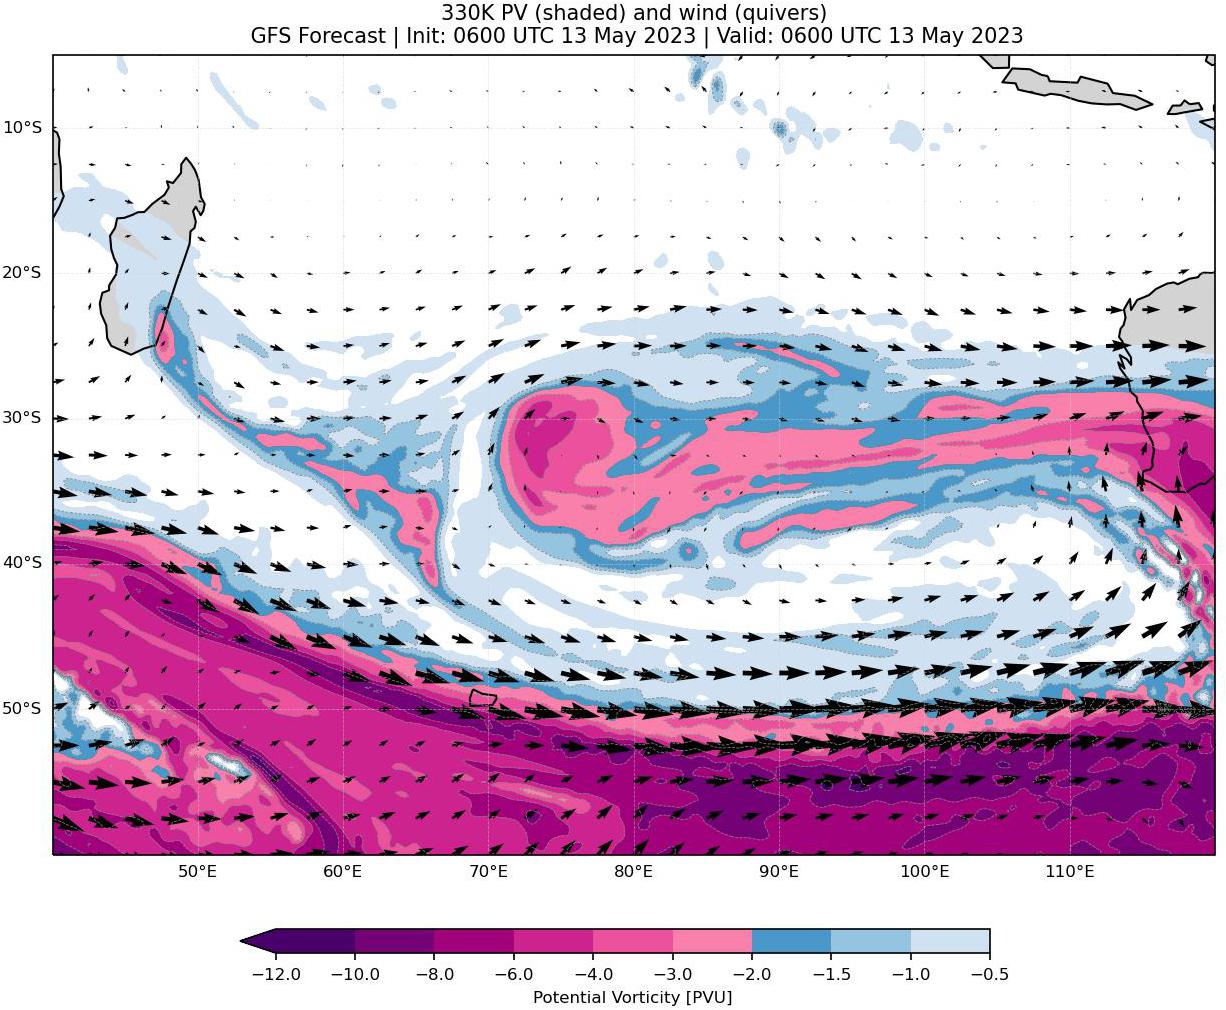 330K PV (shaded) and wind (quivers)
GFS Forecast | Init: 0600 UTC 13 May 2023 | Valid: 0600 UTC 13 May 2023
10°S
20°S
30°S
40°S
50°S
50°E 60°E 70°E 80°E 90°E 100°E 110°E
−12.0 −10.0 −8.0 −6.0 −4.0 −3.0 −2.0 −1.5 −1.0 −0.5
Potential Vorticity [PVU]